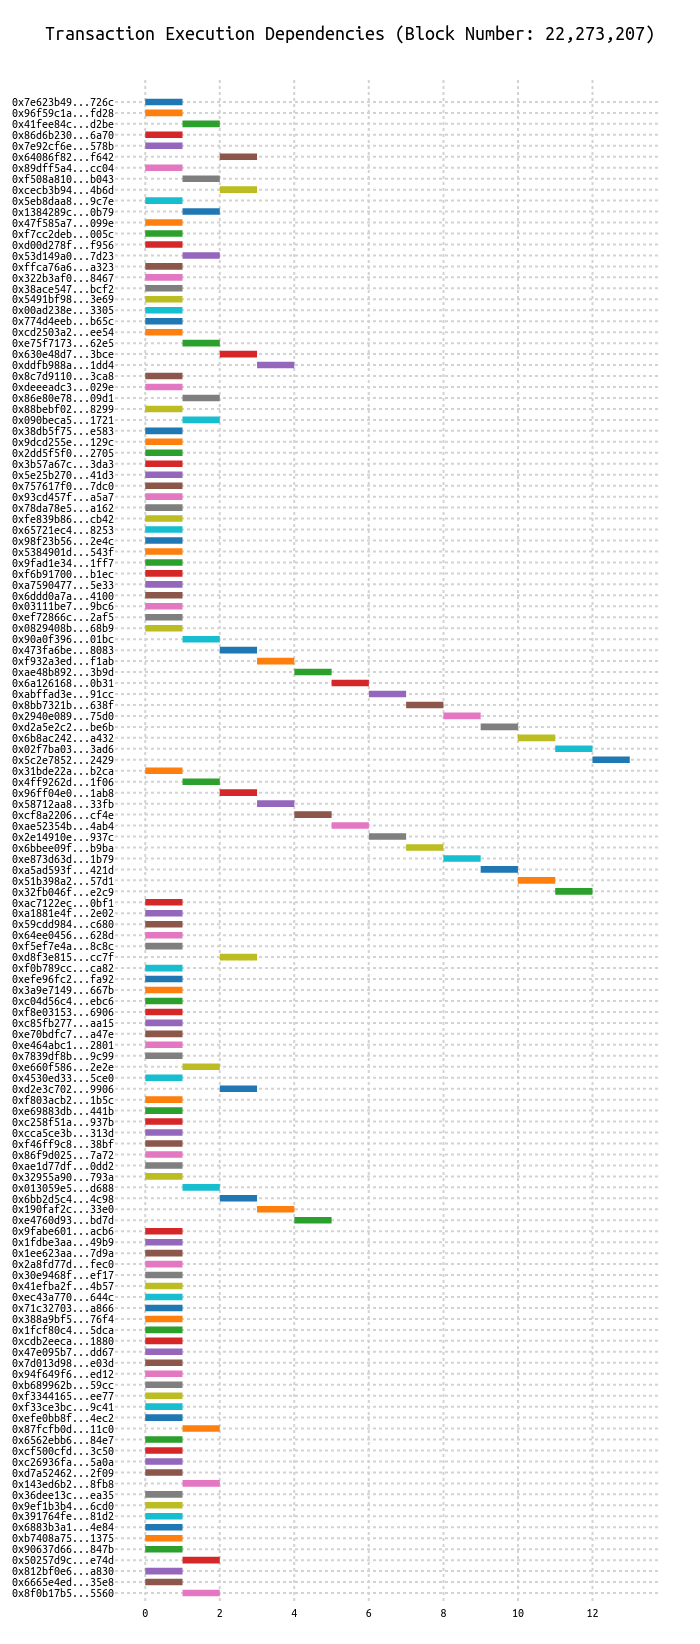 Transaction Execution Dependencies (Block Number: 22,273,207)
0x7e623b49...726c
0x96f59c1a...fd28
0x41fee84c...d2be
0x86d6b230...6a70
0x7e92cf6e...578b
0x64086f82...f642
0x89dff5a4...cc04
0xf508a810...b043
0xcecb3b94...4b6d
0x5eb8daa8...9c7e
0x1384289c...0b79
0x47f585a7...099e
0xf7cc2deb...005c
0xd00d278f...f956
0x53d149a0...7d23
0xffca76a6...a323
0x322b3af0...8467
0x38ace547...bcf2
0x5491bf98...3e69
0x00ad238e...3305
0x774d4eeb...b65c
0xcd2503a2...ee54
0xe75f7173...62e5
0x630e48d7...3bce
0xddfb988a...1dd4
0x8c7d9110...3ca8
0xdeeeadc3...029e
0x86e80e78...09d1
0x88bebf02...8299
0x090beca5...1721
0x38db5f75...e583
0x9dcd255e...129c
0x2dd5f5f0...2705
0x3b57a67c...3da3
0x5e25b270...41d3
0x757617f0...7dc0
0x93cd457f...a5a7
0x78da78e5...a162
0xfe839b86...cb42
0x65721ec4...8253
0x98f23b56...2e4c
0x5384901d...543f
0x9fad1e34...1ff7
0xf6b91700...b1ec
0xa7590477...5e33
0x6ddd0a7a...4100
0x03111be7...9bc6
0xef72866c...2af5
0x0829408b...68b9
0x90a0f396...01bc
0x473fa6be...8083
0xf932a3ed...f1ab
0xae48b892...3b9d
0x6a126168...0b31
0xabffad3e...91cc
0x8bb7321b...638f
0x2940e089...75d0
0xd2a5e2c2...be6b
0x6b8ac242...a432
0x02f7ba03...3ad6
0x5c2e7852...2429
0x31bde22a...b2ca
0x4ff9262d...1f06
0x96ff04e0...1ab8
0x58712aa8...33fb
0xcf8a2206...cf4e
0xae52354b...4ab4
0x2e14910e...937c
0x6bbee09f...b9ba
0xe873d63d...1b79
0xa5ad593f...421d
0x51b398a2...57d1
0x32fb046f...e2c9
0xac7122ec...0bf1
0xa1881e4f...2e02
0x59cdd984...c680
0x64ee0456...628d
0xf5ef7e4a...8c8c
0xd8f3e815...cc7f
0xf0b789cc...ca82
0xefe96fc2...fa92
0x3a9e7149...667b
0xc04d56c4...ebc6
0xf8e03153...6906
0xc85fb277...aa15
0xe70bdfc7...a47e
0xe464abc1...2801
0x7839df8b...9c99
0xe660f586...2e2e
0x4530ed33...5ce0
0xd2e3c702...9906
0xf803acb2...1b5c
0xe69883db...441b
0xc258f51a...937b
0xcca5ce3b...313d
0xf46ff9c8...38bf
0x86f9d025...7a72
0xae1d77df...0dd2
0x32955a90...793a
0x013059e5...d688
0x6bb2d5c4...4c98
0x190faf2c...33e0
0xe4760d93...bd7d
0x9fabe601...acb6
0x1fdbe3aa...49b9
0x1ee623aa...7d9a
0x2a8fd77d...fec0
0x30e9468f...ef17
0x41efba2f...4b57
0xec43a770...644c
0x71c32703...a866
0x388a9bf5...76f4
0x1fcf80c4...5dca
0xcdb2eeca...1880
0x47e095b7...dd67
0x7d013d98...e03d
0x94f649f6...ed12
0xb689962b...59cc
0xf3344165...ee77
0xf33ce3bc...9c41
0xefe0bb8f...4ec2
0x87fcfb0d...11c0
0x6562ebb6...84e7
0xcf500cfd...3c50
0xc26936fa...5a0a
0xd7a52462...2f09
0x143ed6b2...8fb8
0x36dee13c...ea35
0x9ef1b3b4...6cd0
0x391764fe...81d2
0x6883b3a1...4e84
0xb7408a75...1375
0x90637d66...847b
0x50257d9c...e74d
0x812bf0e6...a830
0x6665e4ed...35e8
0x8f0b17b5...5560
0 2 4 6 8 10 12